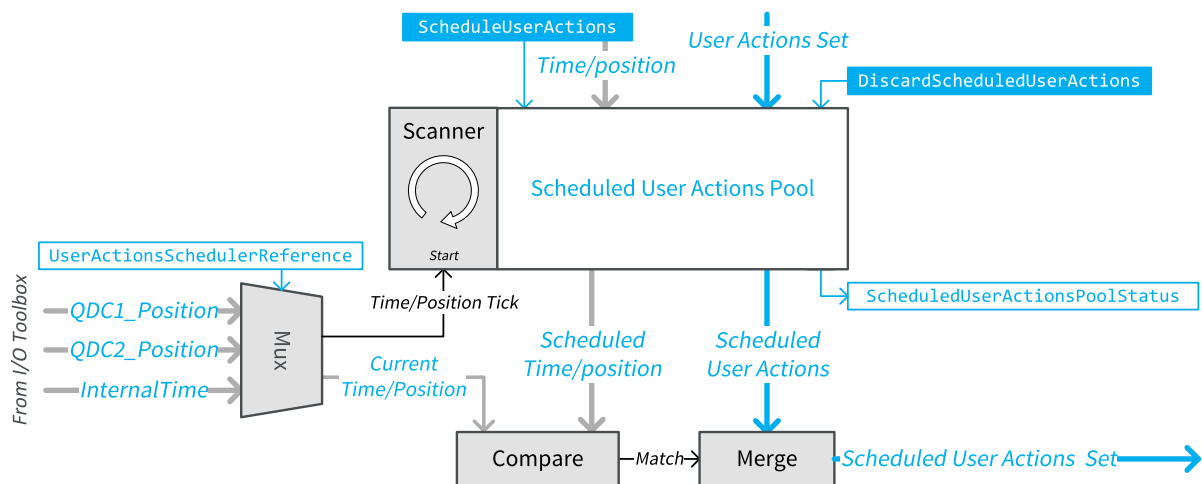 ScheduleUserActions
User Actions Set
Time/position
DiscardScheduledUserActions
Scanner
Scheduled User Actions Pool
Start
UserActionsSchedulerReference
From I/O Toolbox
QDC1_Position
QDC2_Position
InternalTime
Mux
Time/Position Tick
Current
Time/Position
Scheduled
Time/position
Scheduled
User Actions
ScheduledUserActionsPoolStatus
Compare
Match
Merge
Scheduled User Actions Set